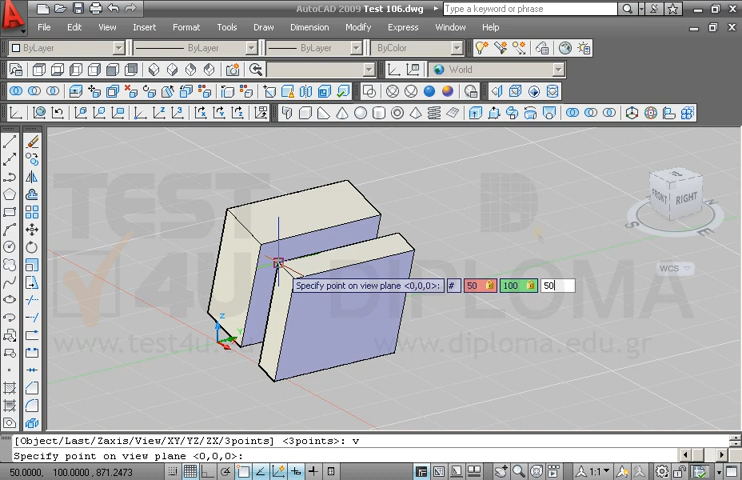 AutoCAD 2009 Test 106.dwg
Type a keyword or phrase
File Edit View Insert Format Tools Draw Dimension Modify Window Help
ByLayer ByLayer ByLayer ByColor
World
TEST 4U DIPLOMA
www.test4u.
www.diploma.edu.gr
FRONT RIGHT
S
WCS
Z
Y
Specify point on view plane <0,0,0>: # 50 100 50
[Object/Last/Zaxis/View/XY/YZ/ZX/3points] <3points>: v
Specify point on view plane <0,0,0>:
50.0000, 100.0000, 871.2473
1:1